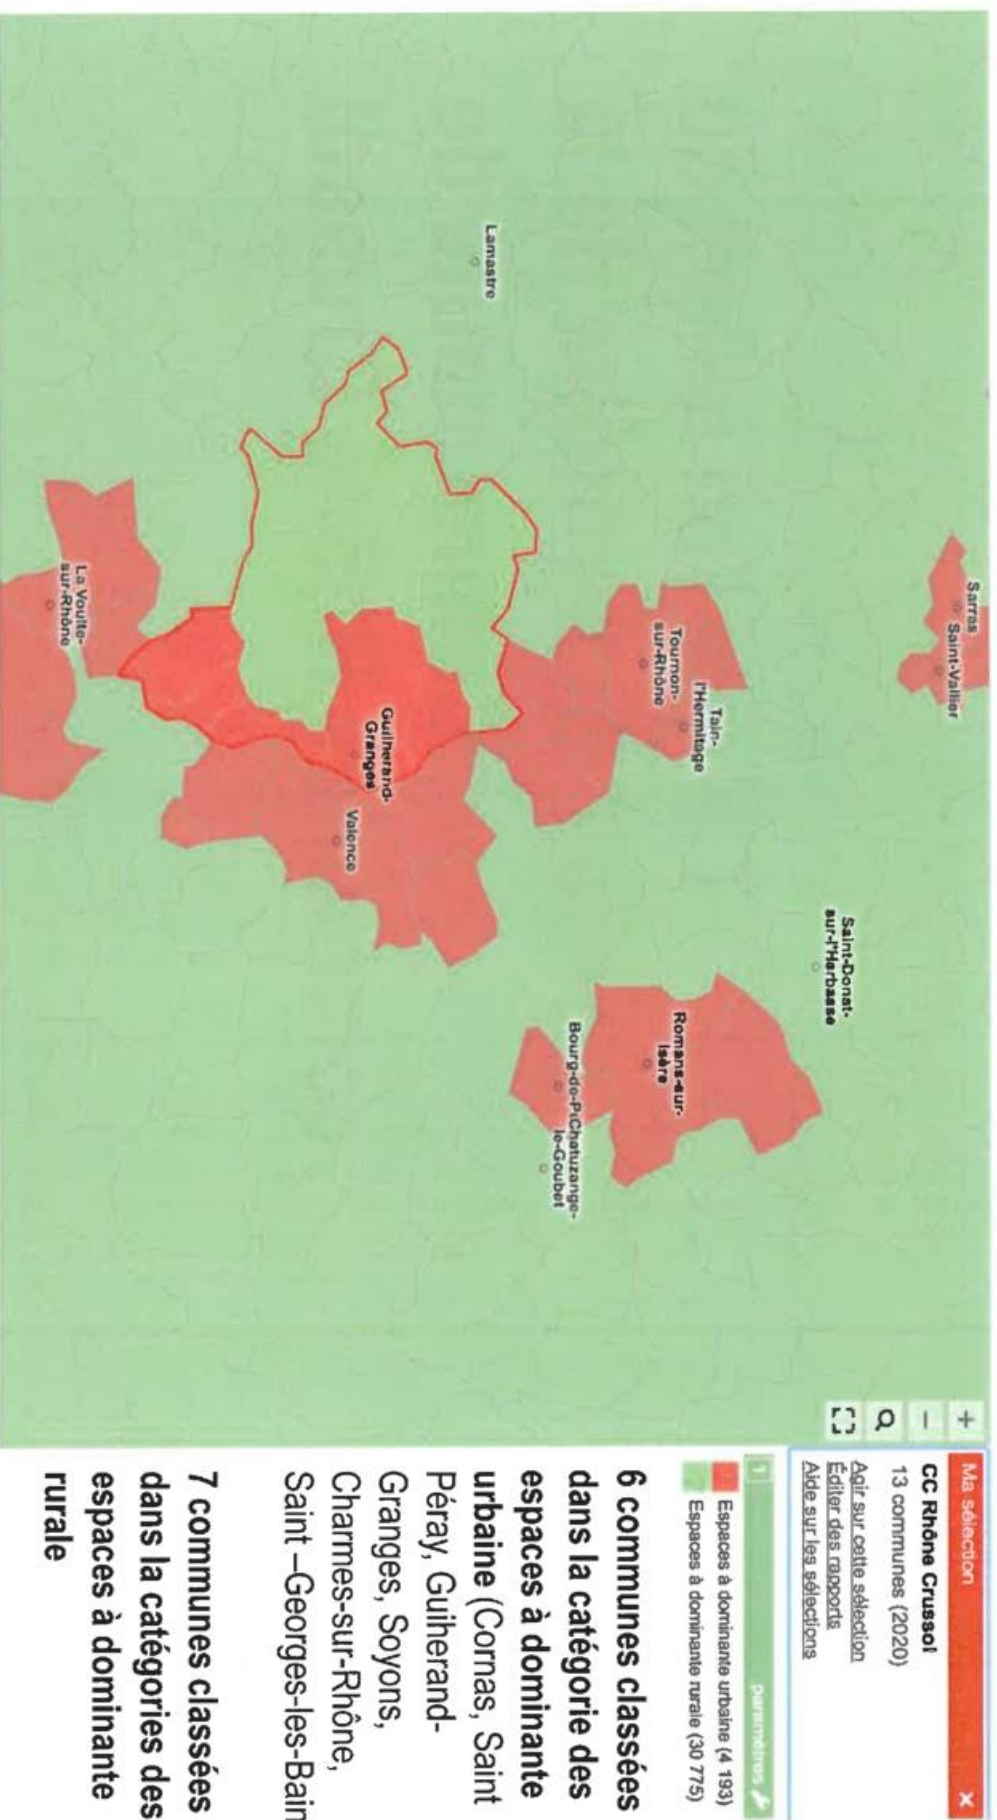 Sarras
Saint-Vallier
Tournon-
sur-Rhône
Tain-
l'Hermitage
Saint-Donat-
sur-l'Herbasse
Lamastre
Romans-sur-
Isère
Bourg-de-P
Chatuzange-
le-Goubet
Guilherand-
Granges
Valence
La Voulte-
sur-Rhône
+
−
Ma sélection ×
CC Rhône Crussol
13 communes (2020)
Agir sur cette sélection
Éditer des rapports
Aide sur les sélections
1 paramètres
Espaces à dominante urbaine (4 193)
Espaces à dominante rurale (30 775)
6 communes classées
dans la catégorie des
espaces à dominante
urbaine (Cornas, Saint
Péray, Guilherand-
Granges, Soyons,
Charmes-sur-Rhône,
Saint –Georges-les-Bain
7 communes classées
dans la catégories des
espaces à dominante
rurale